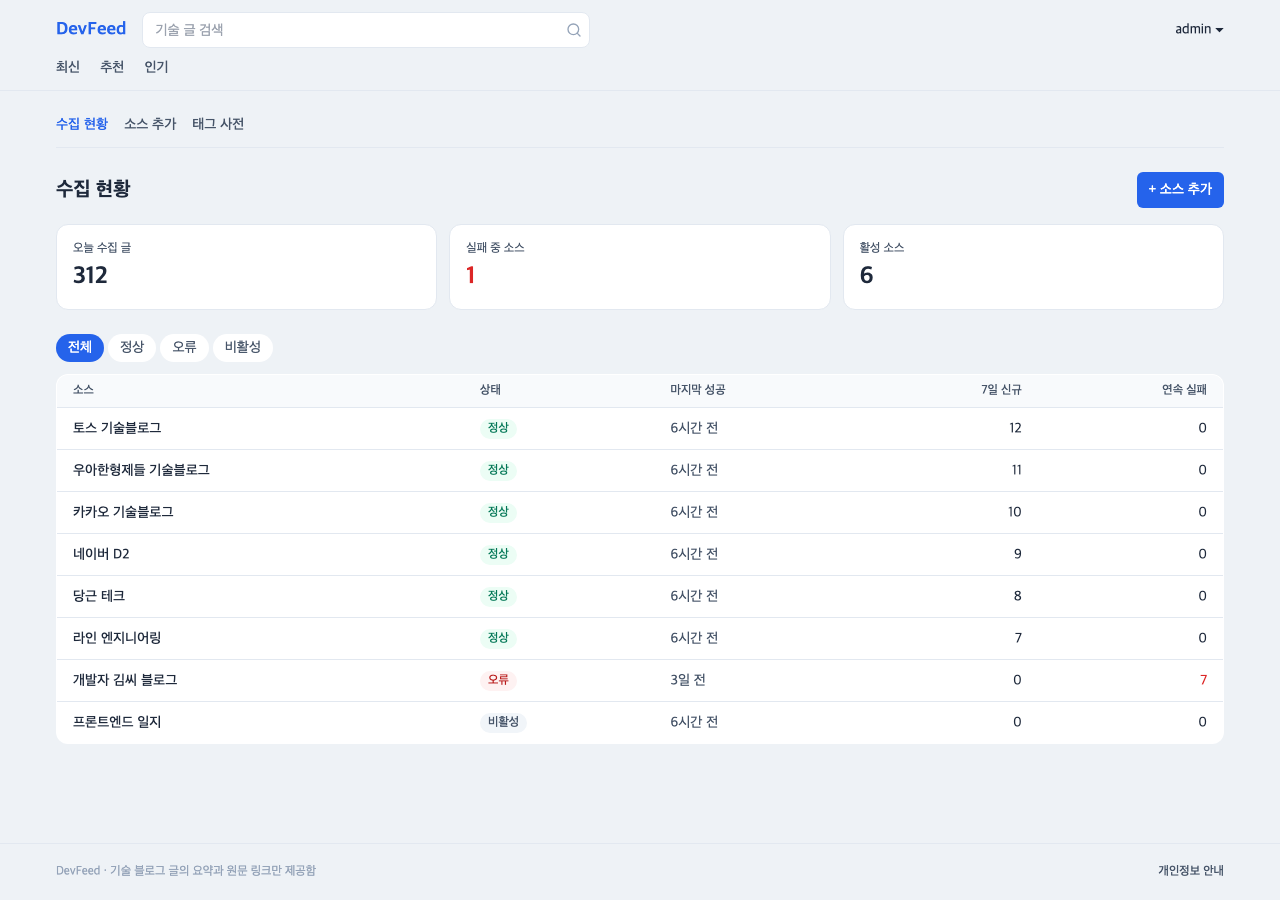 DevFeed 기술 글 검색 admin
최신 추천 인기
수집 현황 소스 추가 태그 사전
수집 현황 + 소스 추가
오늘 수집 글 실패 중 소스 활성 소스
312 1 6
전체 정상 오류 비활성
소스 상태 마지막 성공 7일 신규 연속 실패
토스 기술블로그 정상 6시간 전 12 0
우아한형제들 기술블로그 정상 6시간 전 11 0
카카오 기술블로그 정상 6시간 전 10 0
네이버 D2 정상 6시간 전 9 0
당근 테크 정상 6시간 전 8 0
라인 엔지니어링 정상 6시간 전 7 0
개발자 김씨 블로그 오류 3일 전 0 7
프론트엔드 일지 비활성 6시간 전 0 0
DevFeed · 기술 블로그 글의 요약과 원문 링크만 제공함 개인정보 안내